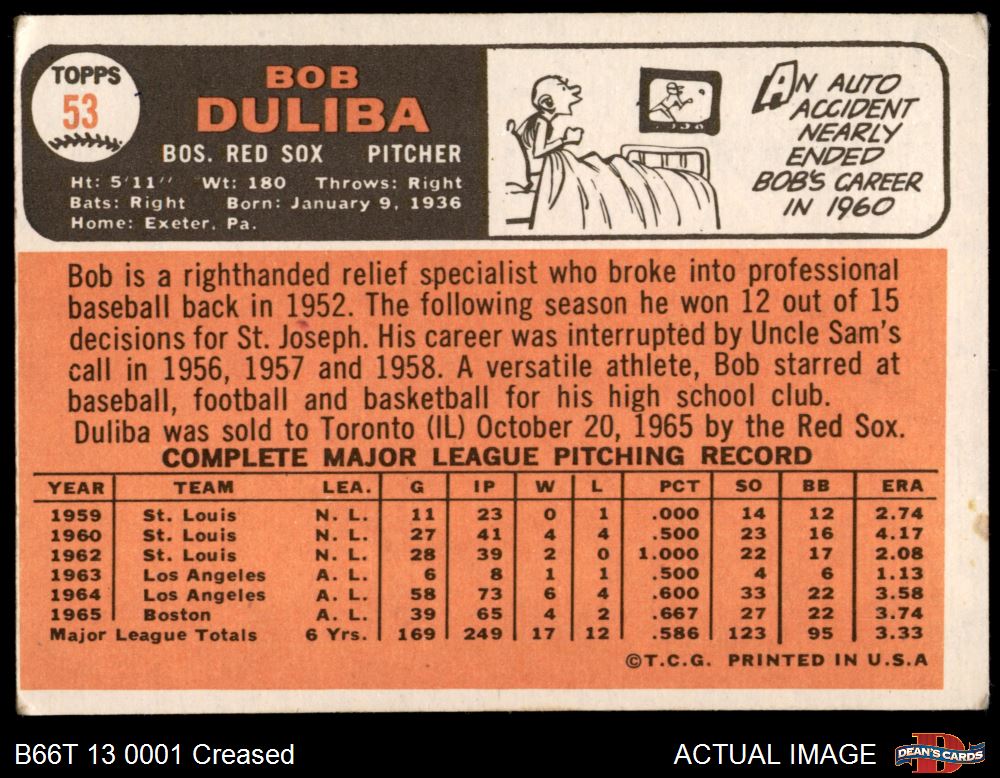 TOPPS
53
BOB
DULIBA
BOS. RED SOX PITCHER
Ht: 5'11" Wt: 180 Throws: Right
Bats: Right Born: January 9, 1936
Home: Exeter, Pa.
AN AUTO
ACCIDENT
NEARLY
ENDED
BOB'S CAREER
IN 1960
Bob is a righthanded relief specialist who broke into professional
baseball back in 1952. The following season he won 12 out of 15
decisions for St. Joseph. His career was interrupted by Uncle Sam's
call in 1956, 1957 and 1958. A versatile athlete, Bob starred at
baseball, football and basketball for his high school club.
Duliba was sold to Toronto (IL) October 20, 1965 by the Red Sox.
COMPLETE MAJOR LEAGUE PITCHING RECORD
YEAR TEAM LEA. G IP W L PCT SO BB ERA
1959 St. Louis N. L. 11 23 0 1 .000 14 12 2.74
1960 St. Louis N. L. 27 41 4 4 .500 23 16 4.17
1962 St. Louis N. L. 28 39 2 0 1.000 22 17 2.08
1963 Los Angeles A. L. 6 8 1 1 .500 4 6 1.13
1964 Los Angeles A. L. 58 73 6 4 .600 33 22 3.58
1965 Boston A. L. 39 65 4 2 .667 27 22 3.74
Major League Totals 6 Yrs. 169 249 17 12 .586 123 95 3.33
©T.C.G. PRINTED IN U.S.A
B66T 13 0001 Creased
ACTUAL IMAGE
DEAN'S CARDS